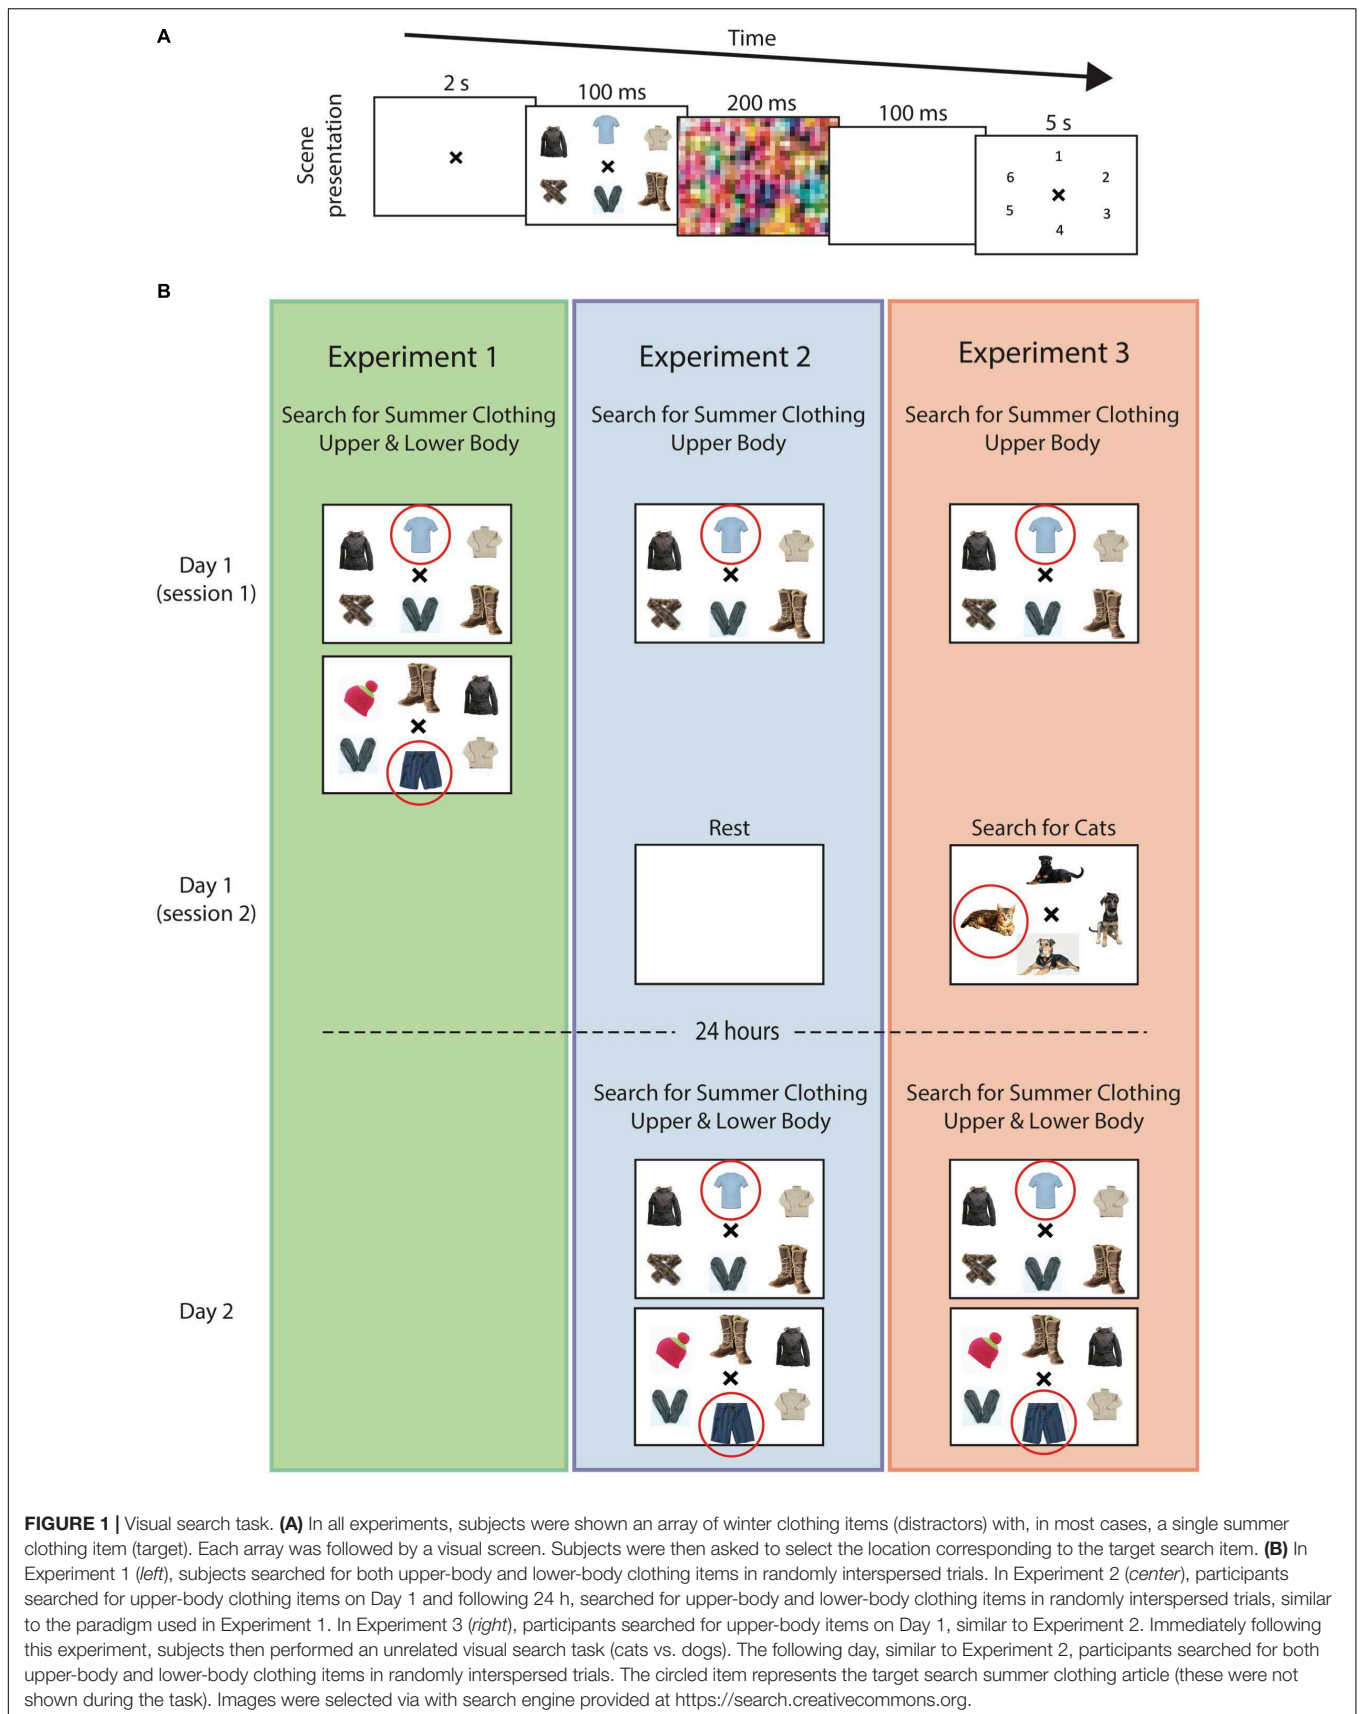 A
Time
2 s
100 ms
200 ms
100 ms
5 s
Scene
presentation
1
6
2
5
3
4
B
Experiment 1
Experiment 2
Experiment 3
Search for Summer Clothing
Upper & Lower Body
Search for Summer Clothing
Upper Body
Search for Summer Clothing
Upper Body
Day 1
(session 1)
Rest
Search for Cats
Day 1
(session 2)
24 hours
Search for Summer Clothing
Upper & Lower Body
Search for Summer Clothing
Upper & Lower Body
Day 2
FIGURE 1 | Visual search task. (A) In all experiments, subjects were shown an array of winter clothing items (distractors) with, in most cases, a single summer
clothing item (target). Each array was followed by a visual screen. Subjects were then asked to select the location corresponding to the target search item. (B) In
Experiment 1 (left), subjects searched for both upper-body and lower-body clothing items in randomly interspersed trials. In Experiment 2 (center), participants
searched for upper-body clothing items on Day 1 and following 24 h, searched for upper-body and lower-body clothing items in randomly interspersed trials, similar
to the paradigm used in Experiment 1. In Experiment 3 (right), participants searched for upper-body items on Day 1, similar to Experiment 2. Immediately following
this experiment, subjects then performed an unrelated visual search task (cats vs. dogs). The following day, similar to Experiment 2, participants searched for both
upper-body and lower-body clothing items in randomly interspersed trials. The circled item represents the target search summer clothing article (these were not
shown during the task). Images were selected via with search engine provided at https://search.creativecommons.org.